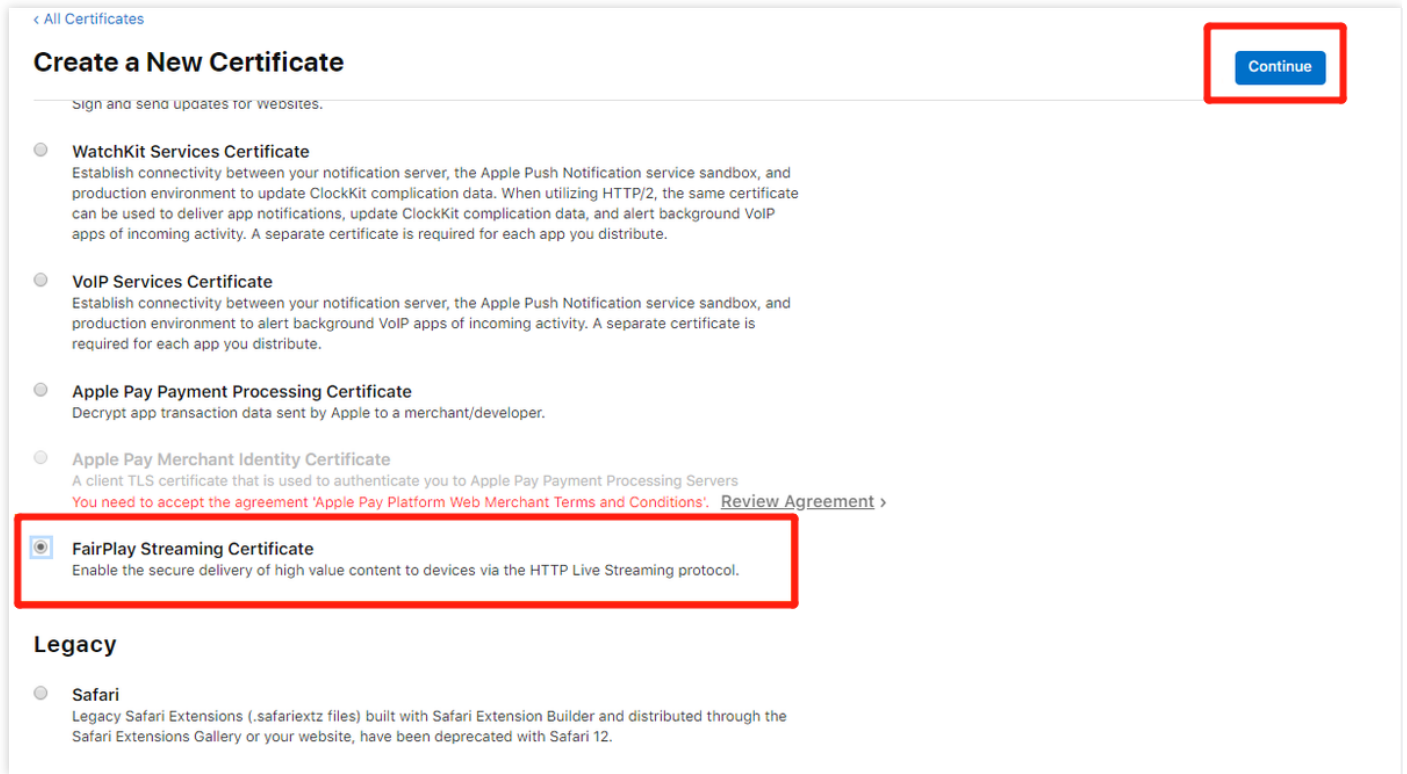 ‹ All Certificates
Create a New Certificate
Continue
Sign and send updates for Websites.
WatchKit Services Certificate
Establish connectivity between your notification server, the Apple Push Notification service sandbox, and
production environment to update ClockKit complication data. When utilizing HTTP/2, the same certificate
can be used to deliver app notifications, update ClockKit complication data, and alert background VoIP
apps of incoming activity. A separate certificate is required for each app you distribute.
VoIP Services Certificate
Establish connectivity between your notification server, the Apple Push Notification service sandbox, and
production environment to alert background VoIP apps of incoming activity. A separate certificate is
required for each app you distribute.
Apple Pay Payment Processing Certificate
Decrypt app transaction data sent by Apple to a merchant/developer.
Apple Pay Merchant Identity Certificate
A client TLS certificate that is used to authenticate you to Apple Pay Payment Processing Servers
You need to accept the agreement 'Apple Pay Platform Web Merchant Terms and Conditions'. Review Agreement ›
FairPlay Streaming Certificate
Enable the secure delivery of high value content to devices via the HTTP Live Streaming protocol.
Legacy
Safari
Legacy Safari Extensions (.safariextz files) built with Safari Extension Builder and distributed through the
Safari Extensions Gallery or your website, have been deprecated with Safari 12.